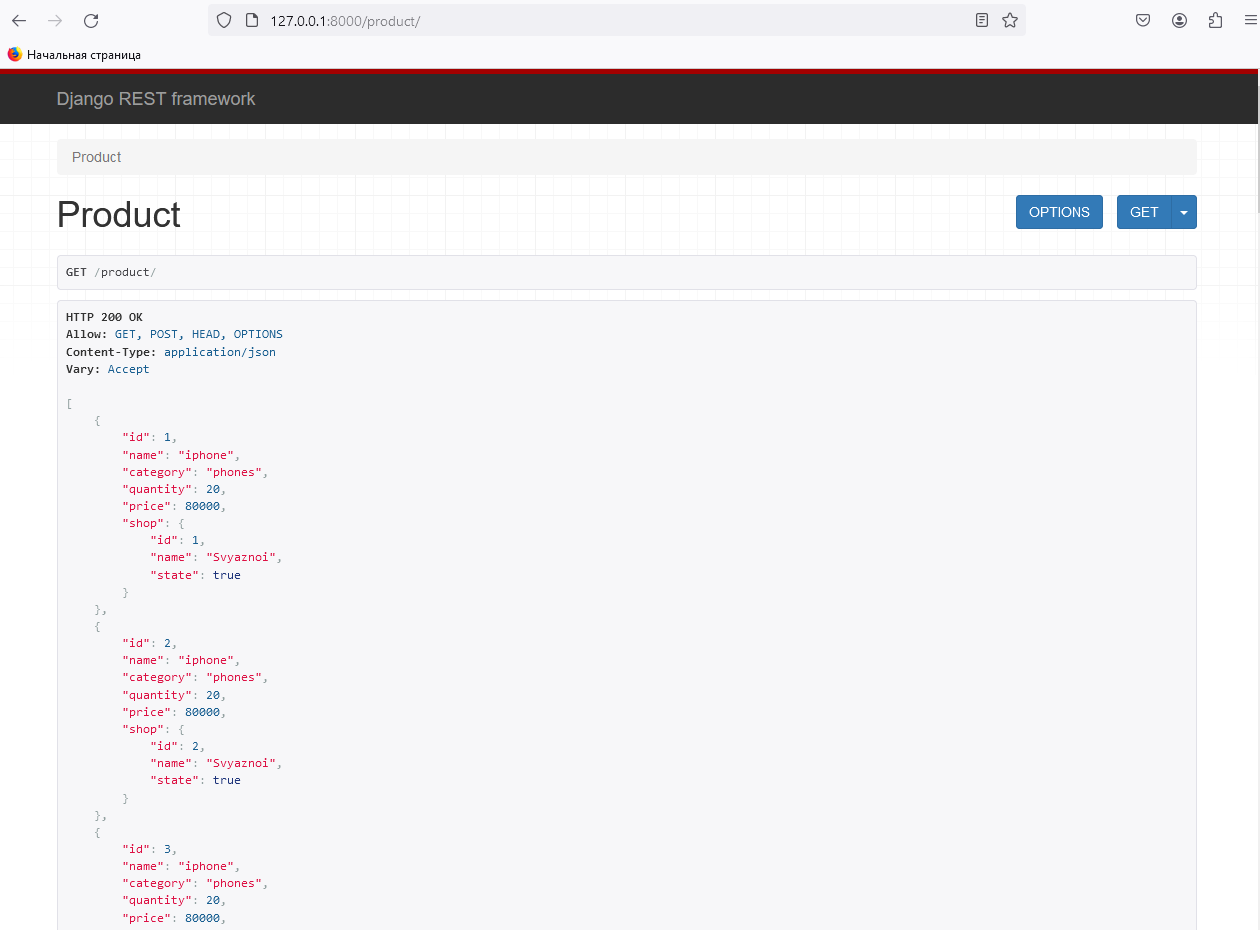 127.0.0.1:8000/product/
Начальная страница
Django REST framework
Product
Product
OPTIONS
GET
GET /product/
HTTP 200 OK
Allow: GET, POST, HEAD, OPTIONS
Content-Type: application/json
Vary: Accept
[
    {
        "id": 1,
        "name": "iphone",
        "category": "phones",
        "quantity": 20,
        "price": 80000,
        "shop": {
            "id": 1,
            "name": "Svyaznoi",
            "state": true
        }
    },
    {
        "id": 2,
        "name": "iphone",
        "category": "phones",
        "quantity": 20,
        "price": 80000,
        "shop": {
            "id": 2,
            "name": "Svyaznoi",
            "state": true
        }
    },
    {
        "id": 3,
        "name": "iphone",
        "category": "phones",
        "quantity": 20,
        "price": 80000,